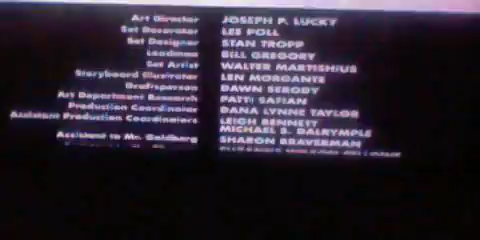 Art Director JOSEPH P. LUCKY
Set Decorator LEE POLL
Set Designer STAN TROPP
Leadman BILL GREGORY
Set Artist WALTER MARTISHIUS
Storyboard Illustrator LEN MORGANTE
Draftsperson DAWN SERODY
Art Department Research PATTI SAFIAN
Production Coordinator DANA LYNNE TAYLOR
Assistant Production Coordinators LEIGH BENNETT
MICHAEL S. DALRYMPLE
Assistant to Mr. Goldberg SHARON BRAVERMAN